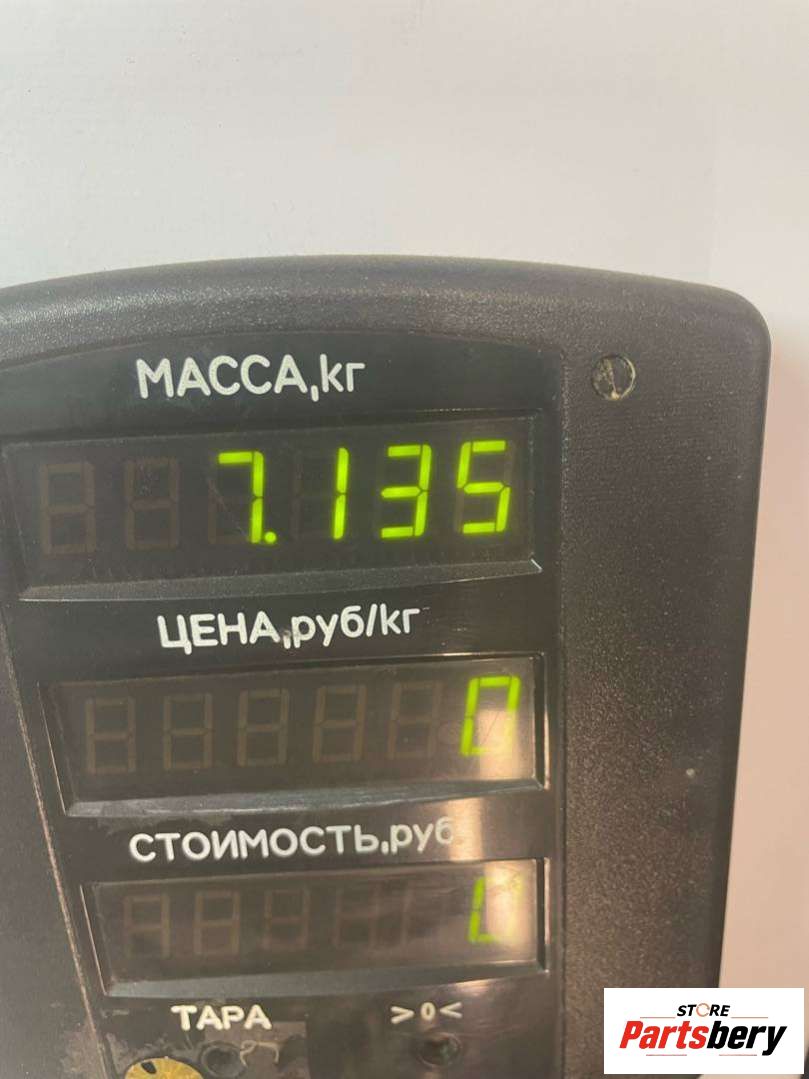 МАССА,кг
7.135
ЦЕНА,руб/кг
0
СТОИМОСТЬ,руб
ТАРА >0<
STORE
Partsbery